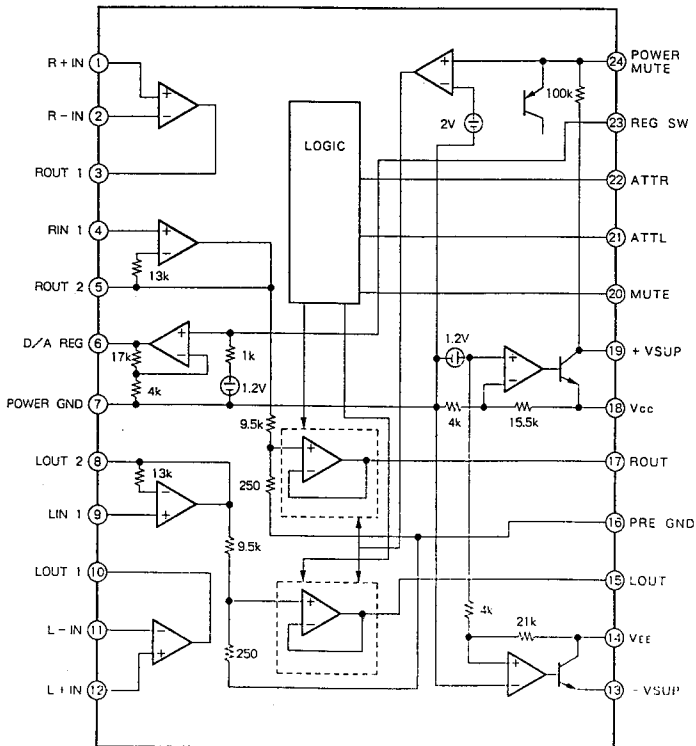 R+IN 1
R-IN 2
ROUT 1 3
RIN 1 4
ROUT 2 5
D/A REG 6
POWER GND 7
LOUT 2 8
LIN 1 9
LOUT 1 10
L-IN 11
L+IN 12
+
-
+
-
13k
+
-
17k
4k
1k
1.2V
9.5k
250
13k
-
+
9.5k
250
-
+
LOGIC
+
-
2V
100k
+
-
+
-
1.2V
+
-
4k
15.5k
4k
21k
+
-
24 POWER
MUTE
23 REG SW
22 ATTR
21 ATTL
20 MUTE
19 + VSUP
18 Vcc
17 ROUT
16 PRE GND
15 LOUT
14 VEE
13 - VSUP